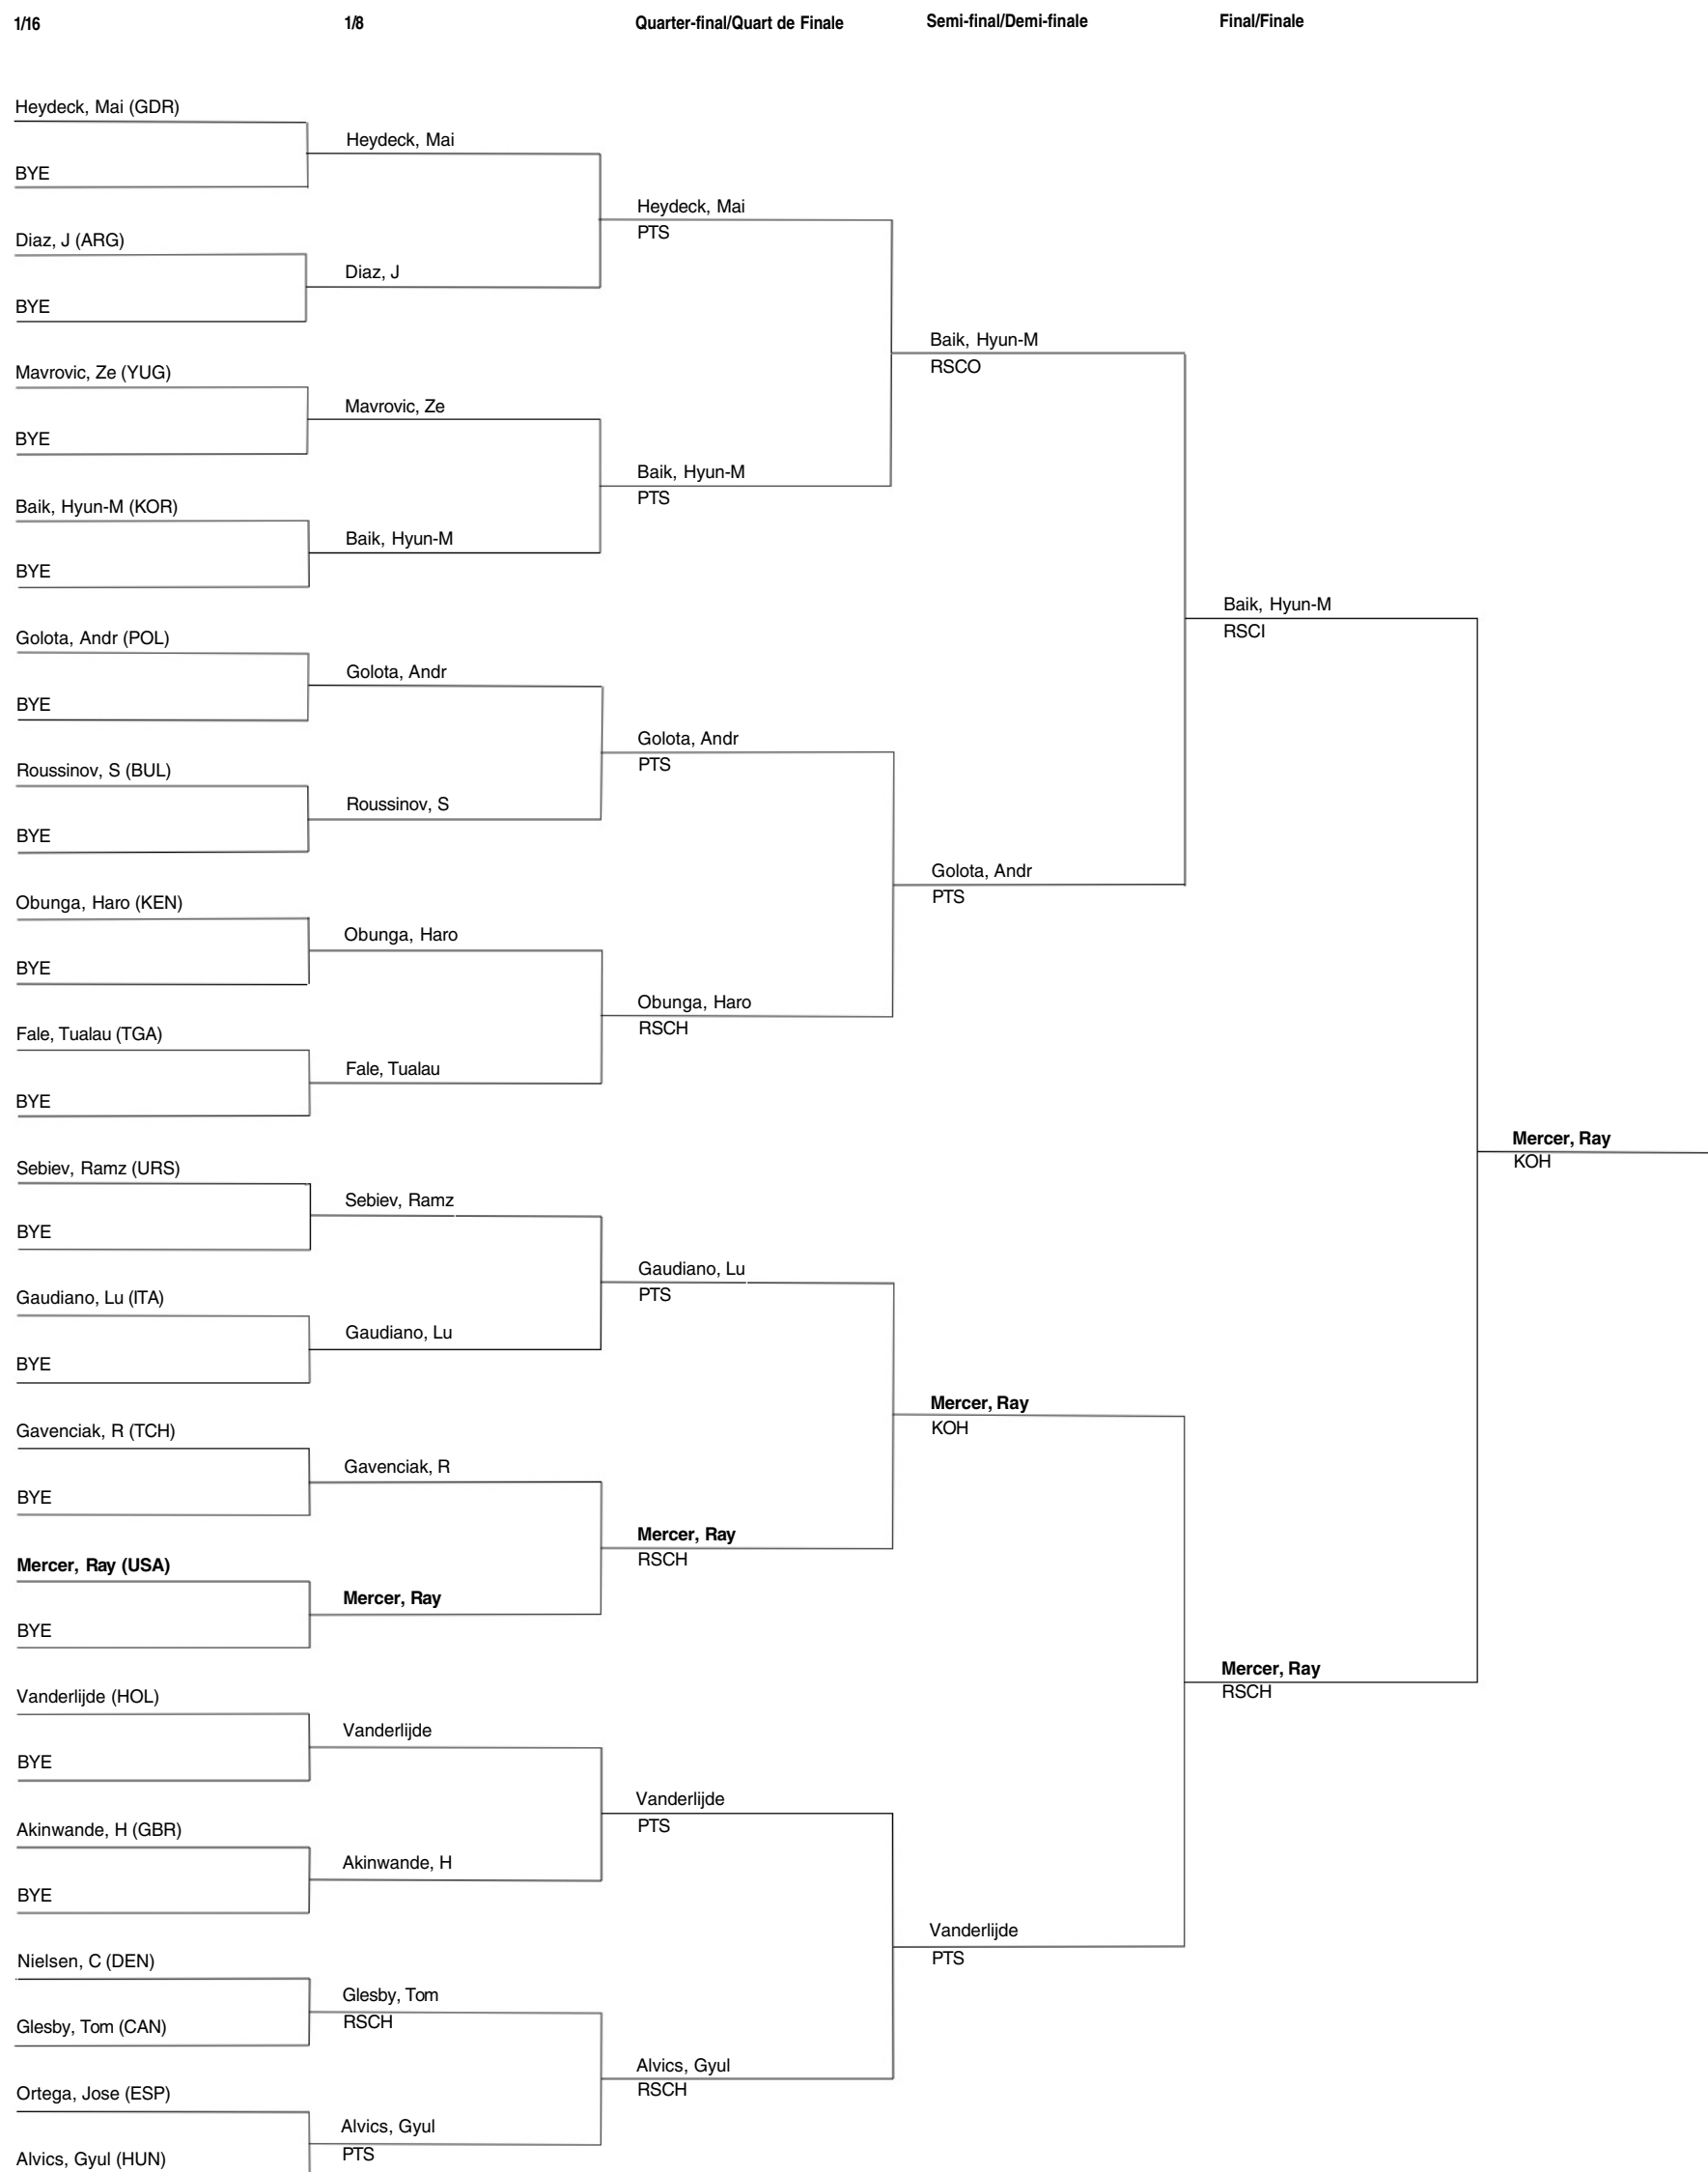 1/16
1/8
Quarter-final/Quart de Finale
Semi-final/Demi-finale
Final/Finale
Heydeck, Mai (GDR)
BYE
Diaz, J (ARG)
BYE
Mavrovic, Ze (YUG)
BYE
Baik, Hyun-M (KOR)
BYE
Golota, Andr (POL)
BYE
Roussinov, S (BUL)
BYE
Obunga, Haro (KEN)
BYE
Fale, Tualau (TGA)
BYE
Sebiev, Ramz (URS)
BYE
Gaudiano, Lu (ITA)
BYE
Gavenciak, R (TCH)
BYE
Mercer, Ray (USA)
BYE
Vanderlijde (HOL)
BYE
Akinwande, H (GBR)
BYE
Nielsen, C (DEN)
Glesby, Tom (CAN)
Ortega, Jose (ESP)
Alvics, Gyul (HUN)
Heydeck, Mai
Diaz, J
Mavrovic, Ze
Baik, Hyun-M
Golota, Andr
Roussinov, S
Obunga, Haro
Fale, Tualau
Sebiev, Ramz
Gaudiano, Lu
Gavenciak, R
Mercer, Ray
Vanderlijde
Akinwande, H
Glesby, Tom
RSCH
Alvics, Gyul
PTS
Heydeck, Mai
PTS
Baik, Hyun-M
PTS
Golota, Andr
PTS
Obunga, Haro
RSCH
Gaudiano, Lu
PTS
Mercer, Ray
RSCH
Vanderlijde
PTS
Alvics, Gyul
RSCH
Baik, Hyun-M
RSCO
Golota, Andr
PTS
Mercer, Ray
KOH
Vanderlijde
PTS
Baik, Hyun-M
RSCI
Mercer, Ray
RSCH
Mercer, Ray
KOH